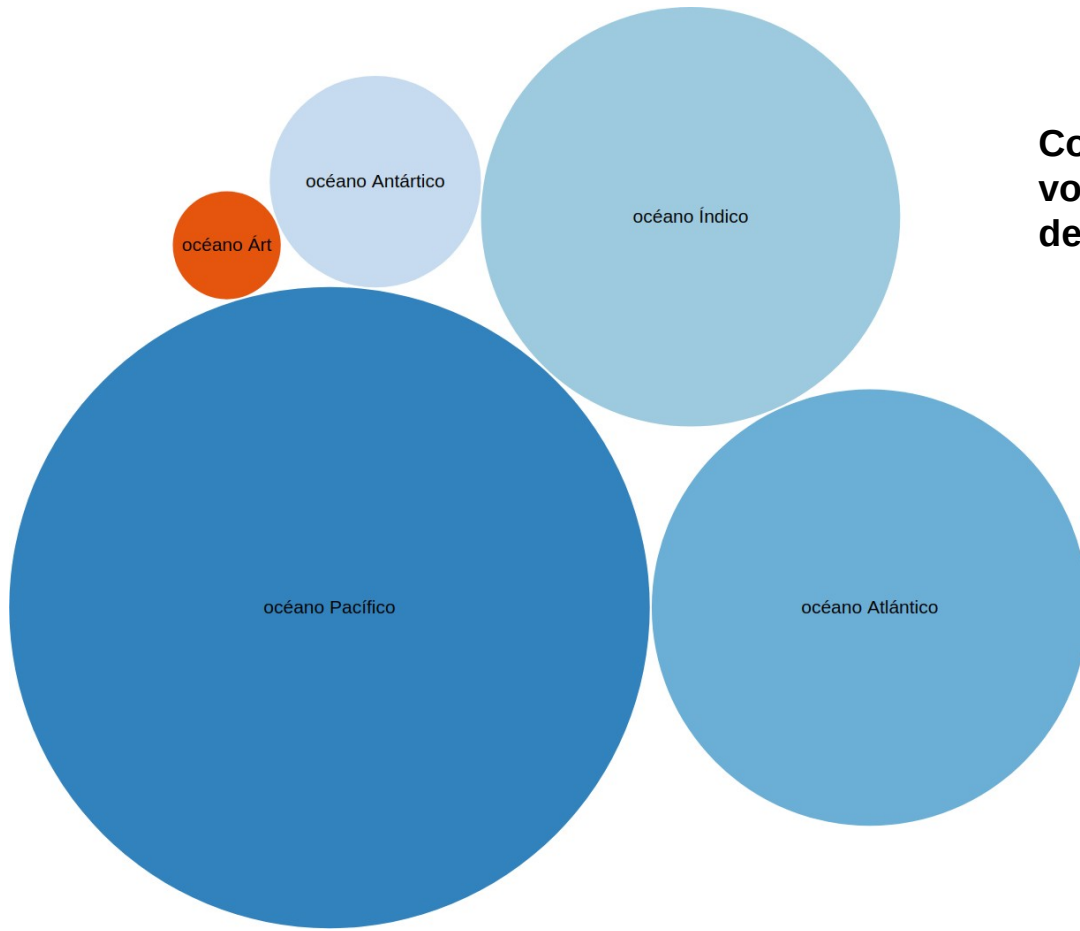 océano Antártico
océano Índico
océano Árt
océano Pacífico
océano Atlántico